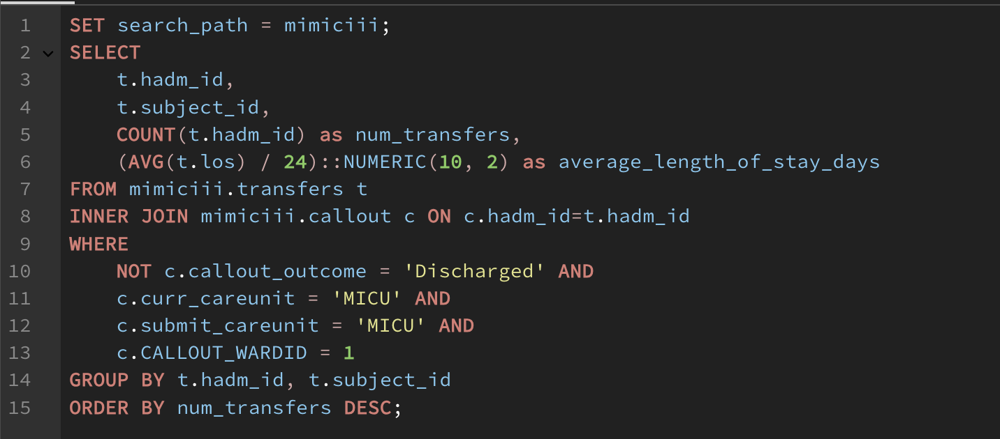 1 SET search_path = mimiciii;
2 SELECT
3 t.hadm_id,
4 t.subject_id,
5 COUNT(t.hadm_id) as num_transfers,
6 (AVG(t.los) / 24)::NUMERIC(10, 2) as average_length_of_stay_days
7 FROM mimiciii.transfers t
8 INNER JOIN mimiciii.callout c ON c.hadm_id=t.hadm_id
9 WHERE
10 NOT c.callout_outcome = 'Discharged' AND
11 c.curr_careunit = 'MICU' AND
12 c.submit_careunit = 'MICU' AND
13 c.CALLOUT_WARDID = 1
14 GROUP BY t.hadm_id, t.subject_id
15 ORDER BY num_transfers DESC;